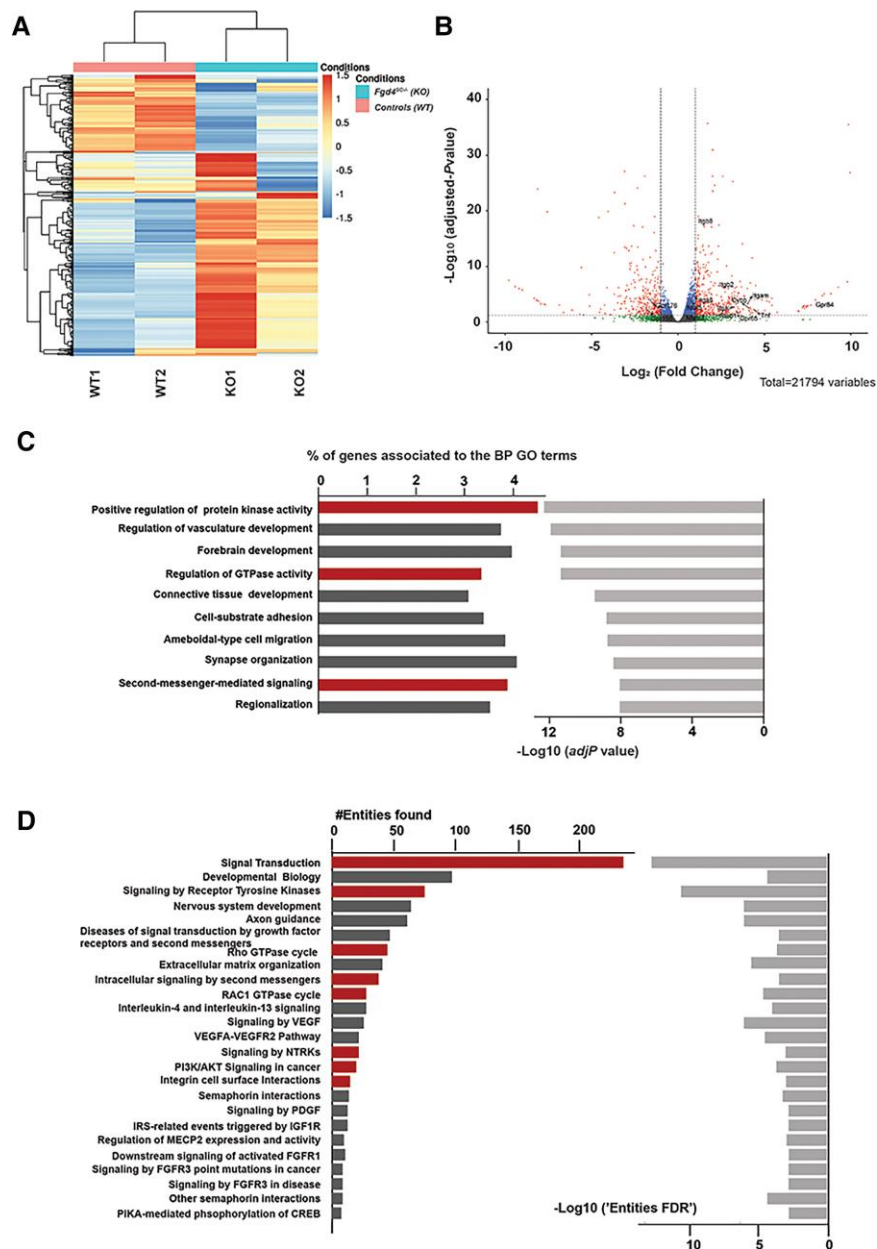 A
Conditions
1.5
1
0.5
0
-0.5
-1
-1.5
Conditions
Fgd4SC-/- (KO)
Controls (WT)
WT1
WT2
KO1
KO2
B
-Log₁₀ (adjusted-Pvalue)
40
30
20
10
0
Itgb8
Itgb2
Itgam
Gpr84
-10
-5
0
5
10
Log₂ (Fold Change)
Total=21794 variables
C
% of genes associated to the BP GO terms
0
1
2
3
4
Positive regulation of protein kinase activity
Regulation of vasculature development
Forebrain development
Regulation of GTPase activity
Connective tissue development
Cell-substrate adhesion
Ameboidal-type cell migration
Synapse organization
Second-messenger-mediated signaling
Regionalization
12
8
4
0
-Log10 (adjP value)
D
#Entities found
0
50
100
150
200
Signal Transduction
Developmental Biology
Signaling by Receptor Tyrosine Kinases
Nervous system development
Axon guidance
Diseases of signal transduction by growth factor
receptors and second messengers
Rho GTPase cycle
Extracellular matrix organization
Intracellular signaling by second messengers
RAC1 GTPase cycle
Interleukin-4 and interleukin-13 signaling
Signaling by VEGF
VEGFA-VEGFR2 Pathway
Signaling by NTRKs
PI3K/AKT Signaling in cancer
Integrin cell surface Interactions
Semaphorin interactions
Signaling by PDGF
IRS-related events triggered by IGF1R
Regulation of MECP2 expression and activity
Downstream signaling of activated FGFR1
Signaling by FGFR3 point mutations in cancer
Signaling by FGFR3 in disease
Other semaphorin interactions
PIKA-mediated phsophorylation of CREB
-Log10 ('Entities FDR')
10
5
0